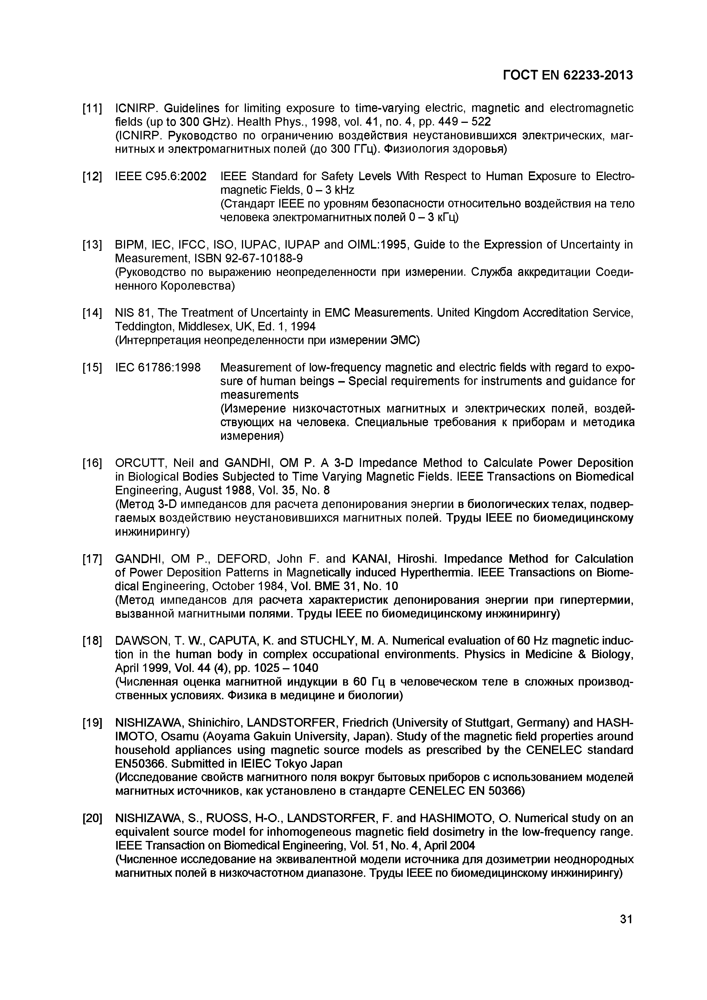 ГОСТ EN 62233-2013
[11] ICNIRP. Guidelines for limiting exposure to time-varying electric, magnetic and electromagnetic
fields (up to 300 GHz). Health Phys., 1998, vol. 41, no. 4, pp. 449 – 522
(ICNIRP. Руководство по ограничению воздействия неустановившихся электрических, маг-
нитных и электромагнитных полей (до 300 ГГц). Физиология здоровья)
[12] IEEE C95.6:2002 IEEE Standard for Safety Levels With Respect to Human Exposure to Electro-
magnetic Fields, 0 – 3 kHz
(Стандарт IEEE по уровням безопасности относительно воздействия на тело
человека электромагнитных полей 0 – 3 кГц)
[13] BIPM, IEC, IFCC, ISO, IUPAC, IUPAP and OIML:1995, Guide to the Expression of Uncertainty in
Measurement, ISBN 92-67-10188-9
(Руководство по выражению неопределенности при измерении. Служба аккредитации Соеди-
ненного Королевства)
[14] NIS 81, The Treatment of Uncertainty in EMC Measurements. United Kingdom Accreditation Service,
Teddington, Middlesex, UK, Ed. 1, 1994
(Интерпретация неопределенности при измерении ЭМС)
[15] IEC 61786:1998 Measurement of low-frequency magnetic and electric fields with regard to expo-
sure of human beings – Special requirements for instruments and guidance for
measurements
(Измерение низкочастотных магнитных и электрических полей, воздей-
ствующих на человека. Специальные требования к приборам и методика
измерения)
[16] ORCUTT, Neil and GANDHI, OM P. A 3-D Impedance Method to Calculate Power Deposition
in Biological Bodies Subjected to Time Varying Magnetic Fields. IEEE Transactions on Biomedical
Engineering, August 1988, Vol. 35, No. 8
(Метод 3-D импедансов для расчета депонирования энергии в биологических телах, подвер-
гаемых воздействию неустановившихся магнитных полей. Труды IEEE по биомедицинскому
инжинирингу)
[17] GANDHI, OM P., DEFORD, John F. and KANAI, Hiroshi. Impedance Method for Calculation
of Power Deposition Patterns in Magnetically induced Hyperthermia. IEEE Transactions on Biome-
dical Engineering, October 1984, Vol. BME 31, No. 10
(Метод импедансов для расчета характеристик депонирования энергии при гипертермии,
вызванной магнитными полями. Труды IEEE по биомедицинскому инжинирингу)
[18] DAWSON, T. W., CAPUTA, K. and STUCHLY, M. A. Numerical evaluation of 60 Hz magnetic induc-
tion in the human body in complex occupational environments. Physics in Medicine & Biology,
April 1999, Vol. 44 (4), pp. 1025 – 1040
(Численная оценка магнитной индукции в 60 Гц в человеческом теле в сложных производ-
ственных условиях. Физика в медицине и биологии)
[19] NISHIZAWA, Shinichiro, LANDSTORFER, Friedrich (University of Stuttgart, Germany) and HASH-
IMOTO, Osamu (Aoyama Gakuin University, Japan). Study of the magnetic field properties around
household appliances using magnetic source models as prescribed by the CENELEC standard
EN50366. Submitted in IEIEC Tokyo Japan
(Исследование свойств магнитного поля вокруг бытовых приборов с использованием моделей
магнитных источников, как установлено в стандарте CENELEC EN 50366)
[20] NISHIZAWA, S., RUOSS, H-O., LANDSTORFER, F. and HASHIMOTO, O. Numerical study on an
equivalent source model for inhomogeneous magnetic field dosimetry in the low-frequency range.
IEEE Transaction on Biomedical Engineering, Vol. 51, No. 4, April 2004
(Численное исследование на эквивалентной модели источника для дозиметрии неоднородных
магнитных полей в низкочастотном диапазоне. Труды IEEE по биомедицинскому инжинирингу)
31